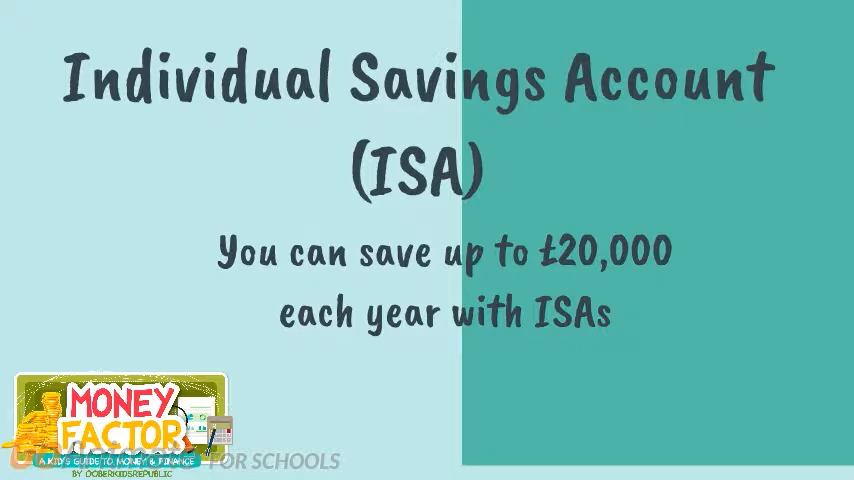 Individual Savings Account
(ISA)
You can save up to £20,000
each year with ISAs
MONEY
FACTOR
A KID'S GUIDE TO MONEY & FINANCE
FOR SCHOOLS
BY OOBERKIDSREPUBLIC